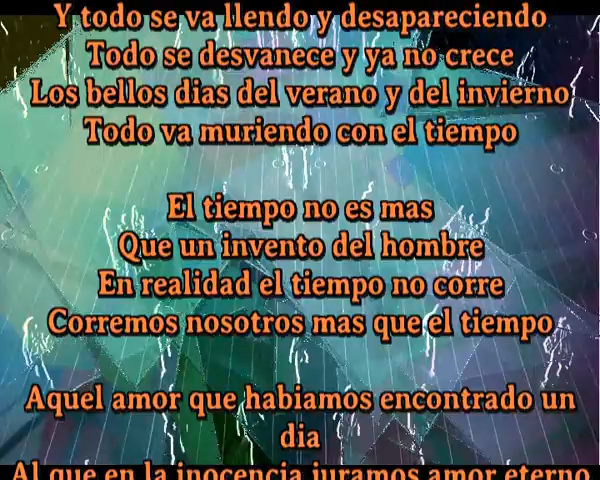 Y todo se va llendo y desapareciendo
Todo se desvanece y ya no crece
Los bellos dias del verano y del invierno
Todo va muriendo con el tiempo
El tiempo no es mas
Que un invento del hombre
En realidad el tiempo no corre
Corremos nosotros mas que el tiempo
Aquel amor que habiamos encontrado un
dia
Al que en la inocencia juramos amor eterno